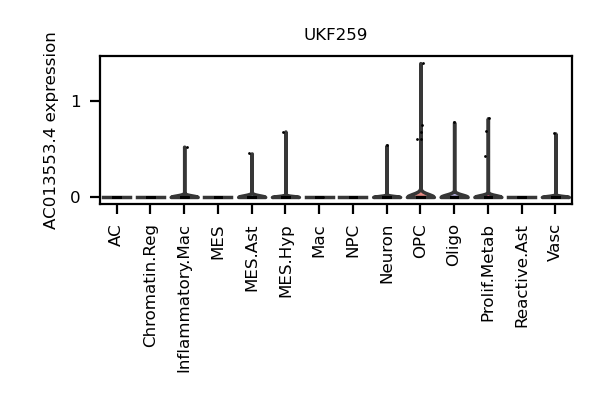 UKF259
AC013553.4 expression
1
0
AC
Chromatin.Reg
Inflammatory.Mac
MES
MES.Ast
MES.Hyp
Mac
NPC
Neuron
OPC
Oligo
Prolif.Metab
Reactive.Ast
Vasc